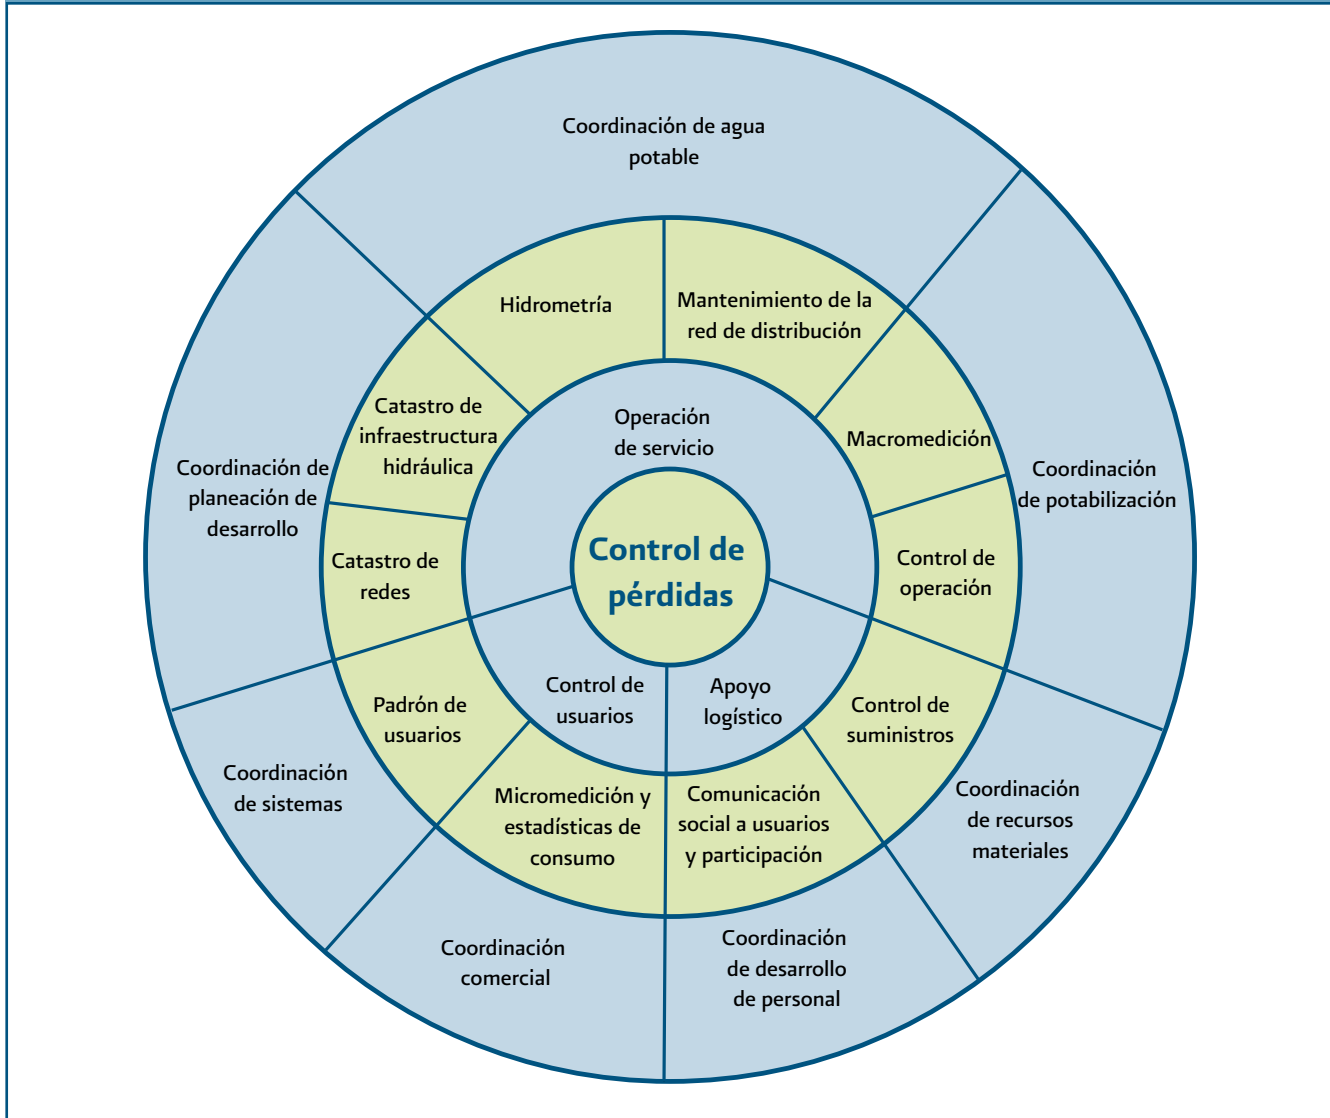 Coordinación de agua
potable
Hidrometría
Mantenimiento de la
red de distribución
Catastro de
infraestructura
hidráulica
Operación
de servicio
Macromedición
Coordinación de
planeación de
desarrollo
Coordinación
de potabilización
Control de
pérdidas
Catastro de
redes
Control de
operación
Control de
usuarios
Apoyo
logístico
Padrón de
usuarios
Control de
suministros
Coordinación
de sistemas
Micromedición y
estadísticas de
consumo
Comunicación
social a usuarios
y participación
Coordinación
de recursos
materiales
Coordinación
comercial
Coordinación
de desarrollo
de personal